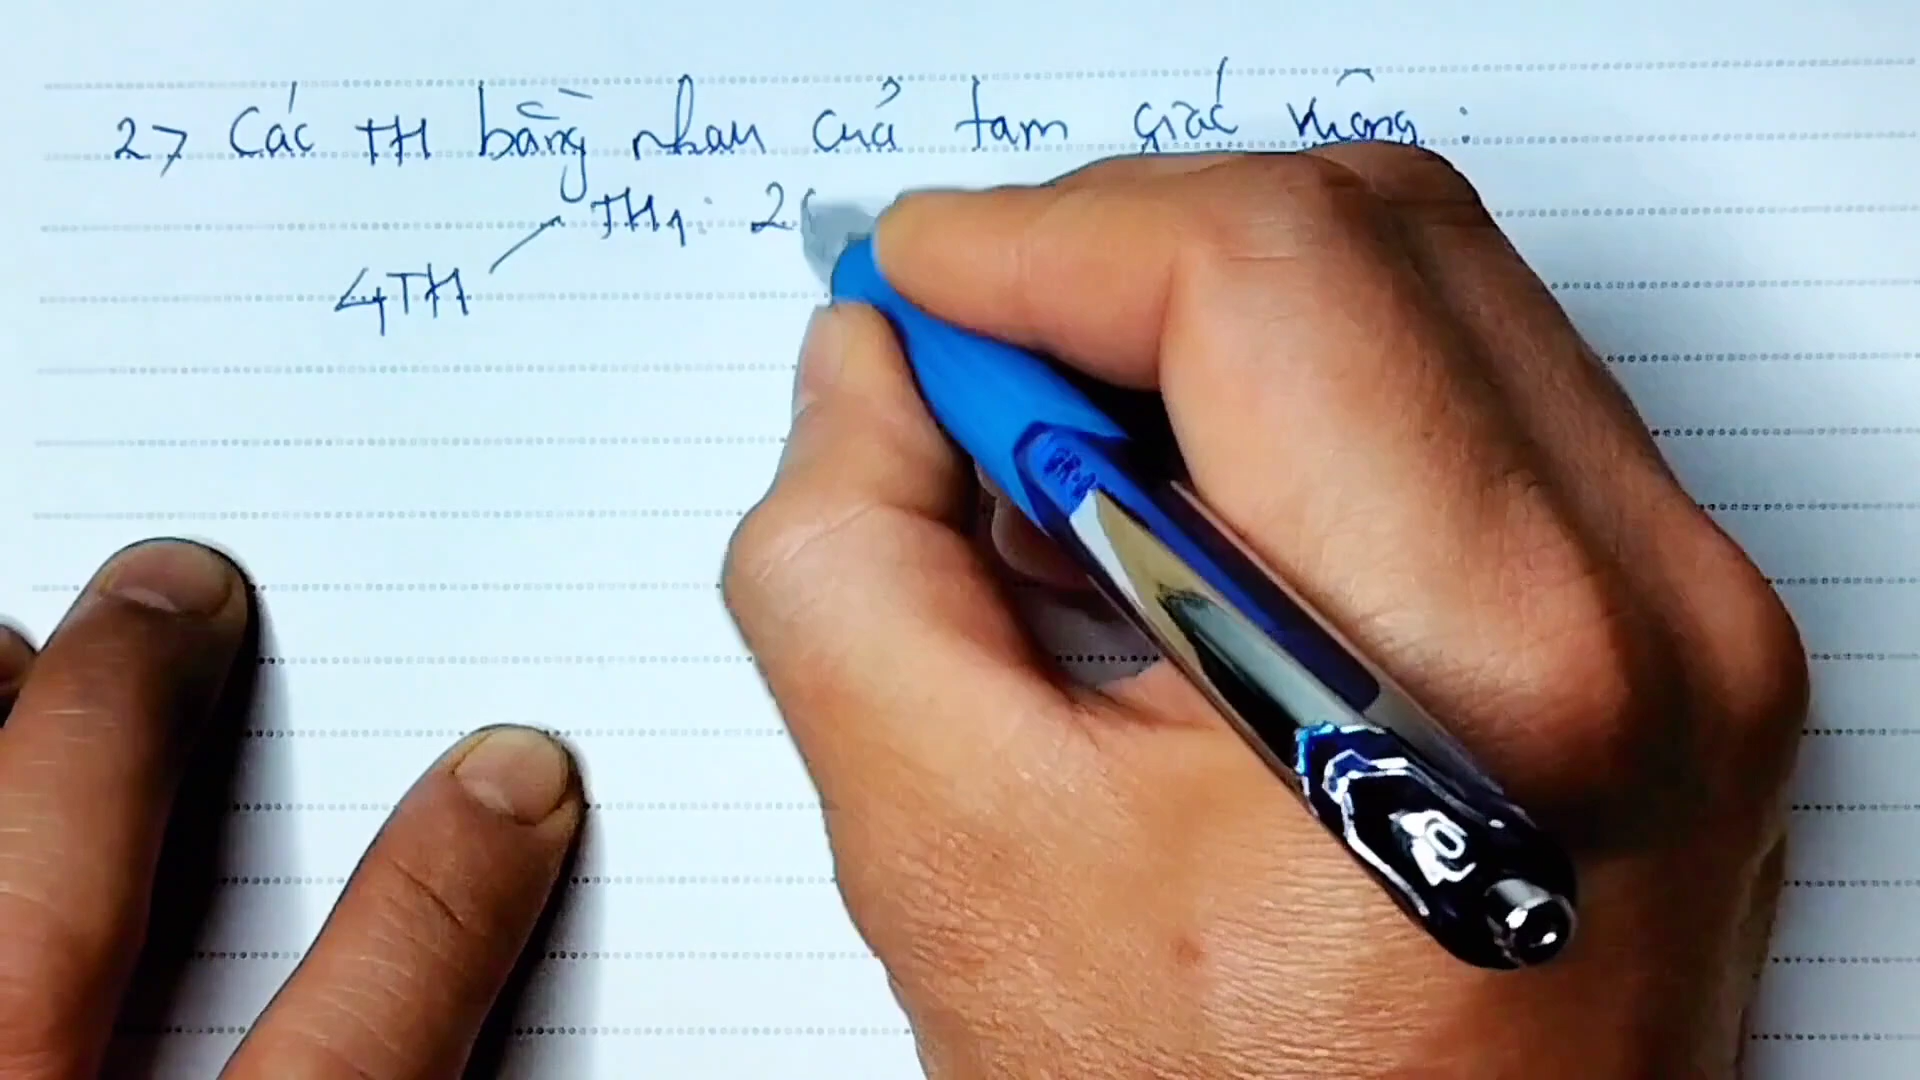 2> Các TH bằng nhau của tam giác vuông:
TH1: 2
4TH